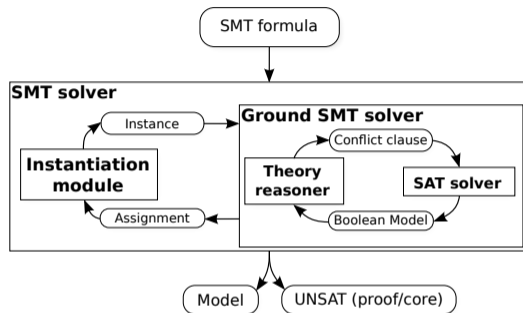 SMT formula
SMT solver
Ground SMT solver
Instance
Conflict clause
Instantiation
module
Theory
reasoner
SAT solver
Assignment
Boolean Model
Model
UNSAT (proof/core)